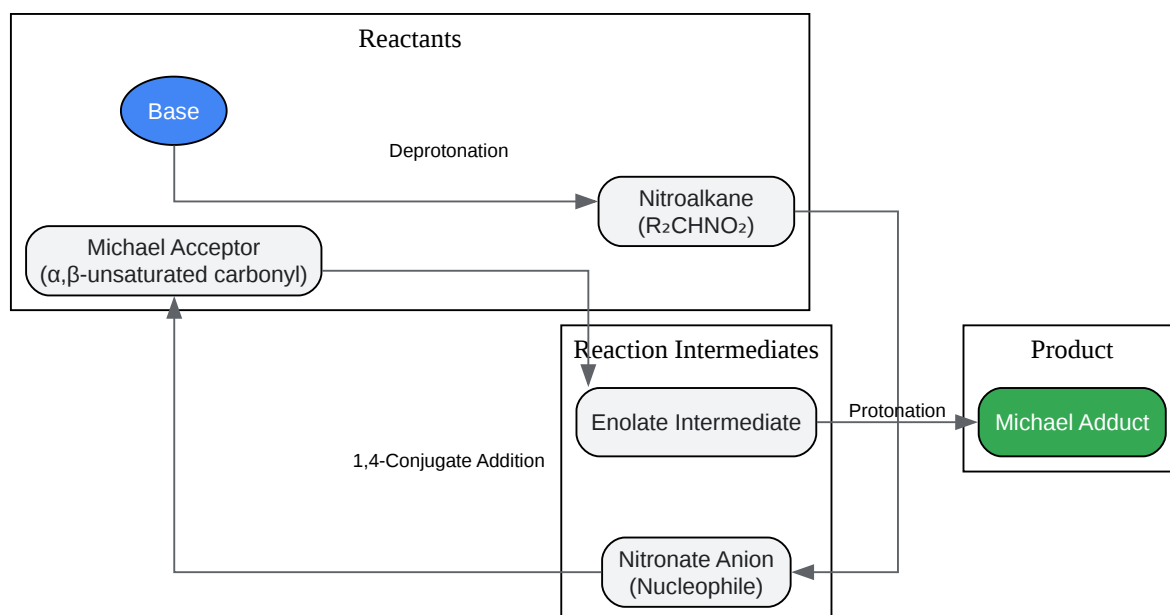 Reactants
Base
Deprotonation
Nitroalkane
(R₂CHNO₂)
Michael Acceptor
(α,β-unsaturated carbonyl)
Reaction Intermediates
Product
Enolate Intermediate
Protonation
Michael Adduct
1,4-Conjugate Addition
Nitronate Anion
(Nucleophile)